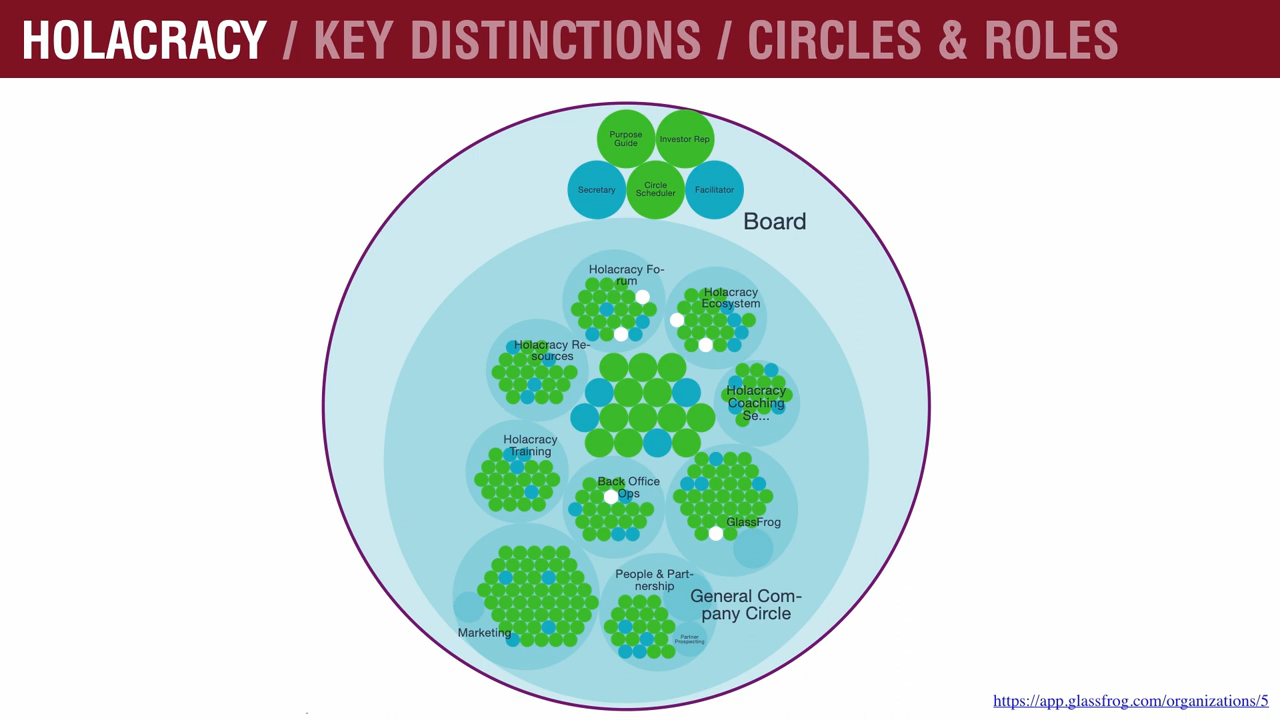 HOLACRACY / KEY DISTINCTIONS / CIRCLES & ROLES
Purpose
Guide
Investor Rep
Secretary
Circle
Scheduler
Facilitator
Board
Holacracy Fo-
rum
Holacracy
Ecosystem
Holacracy Re-
sources
Holacracy
Coaching
Se...
Holacracy
Training
Back Office
Ops
GlassFrog
People & Part-
nership
General Com-
pany Circle
Marketing
Partner
Prospecting
https://app.glassfrog.com/organizations/5